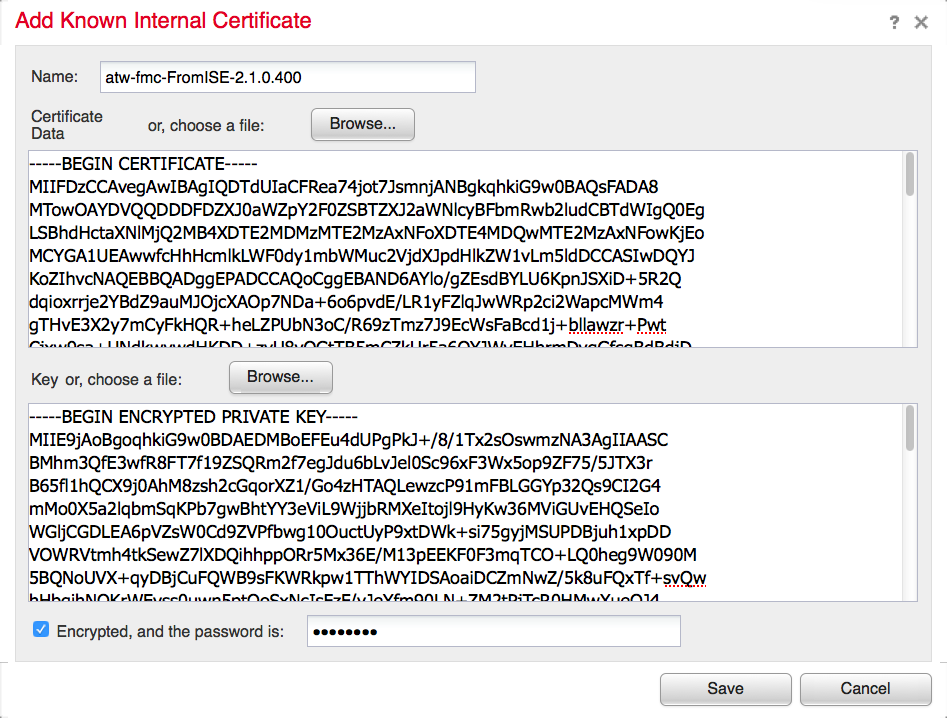 Add Known Internal Certificate
?
Name: atw-fmc-FromISE-2.1.0.400
Certificate Data or, choose a file: Browse...
-----BEGIN CERTIFICATE-----
MIIFDzCCAvegAwIBAgIQDTdUIaCFRea74jot7JsmnjANBgkqhkiG9w0BAQsFADA8
MTowOAYDVQQDDDFDZXJ0aWZpY2F0ZSBTZXJ2aWNlcyBFbmRwb2ludCBTdWIgQ0Eg
LSBhdHctaXNlMjQ2MB4XDTE2MDMzMTE2MzAxNFoXDTE4MDQwMTE2MzAxNFowKjEo
MCYGA1UEAwwfcHhHcmlkLWF0dy1mbWMuc2VjdXJpdHlkZW1vLm5ldDCCASIwDQYJ
KoZIhvcNAQEBBQADggEPADCCAQoCggEBAND6AYlo/gZEsdBYLU6KpnJSXiD+5R2Q
dqioxrrje2YBdZ9auMJOjcXAOp7NDa+6o6pvdE/LR1yFZlqJwWRp2ci2WapcMWm4
gTHvE3X2y7mCyFkHQR+heLZPUbN3oC/R69zTmz7J9EcWsFaBcd1j+bllawzr+Pwt
Key or, choose a file: Browse...
-----BEGIN ENCRYPTED PRIVATE KEY-----
MIIE9jAoBgoqhkiG9w0BDAEDMBoEFEu4dUPgPkJ+/8/1Tx2sOswmzNA3AgIIAASC
BMhm3QfE3wfR8FT7f19ZSQRm2f7egJdu6bLvJel0Sc96xF3Wx5op9ZF75/5JTX3r
B65fl1hQCX9j0AhM8zsh2cGqorXZ1/Go4zHTAQLewzcP91mFBLGGYp32Qs9CI2G4
mMo0X5a2lqbmSqKPb7gwBhtYY3eViL9WjjbRMXeItojl9HyKw36MViGUvEHQSeIo
WGljCGDLEA6pVZsW0Cd9ZVPfbwg10OuctUyP9xtDWk+si75gyjMSUPDBjuh1xpDD
VOWRVtmh4tkSewZ7lXDQihhppORr5Mx36E/M13pEEKF0F3mqTCO+LQ0heg9W090M
5BQNoUVX+qyDBjCuFQWB9sFKWRkpw1TThWYIDSAoaiDCZmNwZ/5k8uFQxTf+svQw
Encrypted, and the password is:
Save Cancel